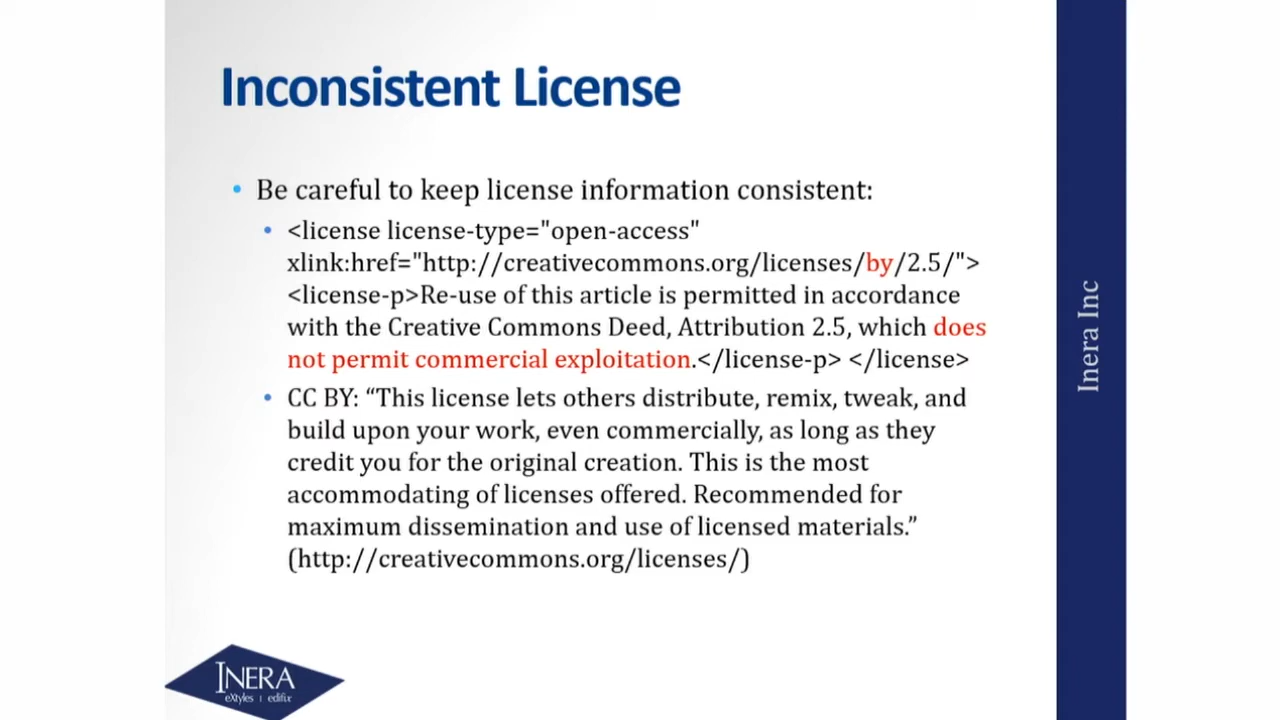 Inconsistent License
• Be careful to keep license information consistent:
• <license license-type="open-access"
xlink:href="http://creativecommons.org/licenses/by/2.5/">
<license-p>Re-use of this article is permitted in accordance
with the Creative Commons Deed, Attribution 2.5, which does
not permit commercial exploitation.</license-p> </license>
• CC BY: “This license lets others distribute, remix, tweak, and
build upon your work, even commercially, as long as they
credit you for the original creation. This is the most
accommodating of licenses offered. Recommended for
maximum dissemination and use of licensed materials.”
(http://creativecommons.org/licenses/)
Inera Inc
INERA
eXtyles | edifix